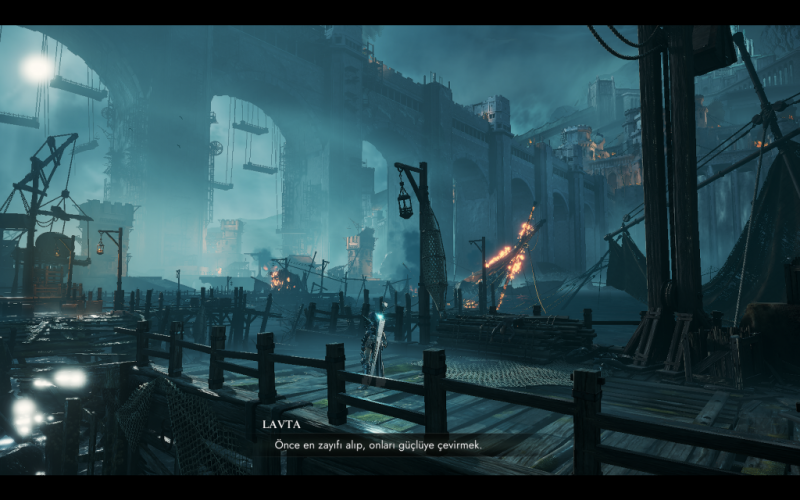 LAVTA
Önce en zayıfı alıp, onları güçlüye çevirmek.